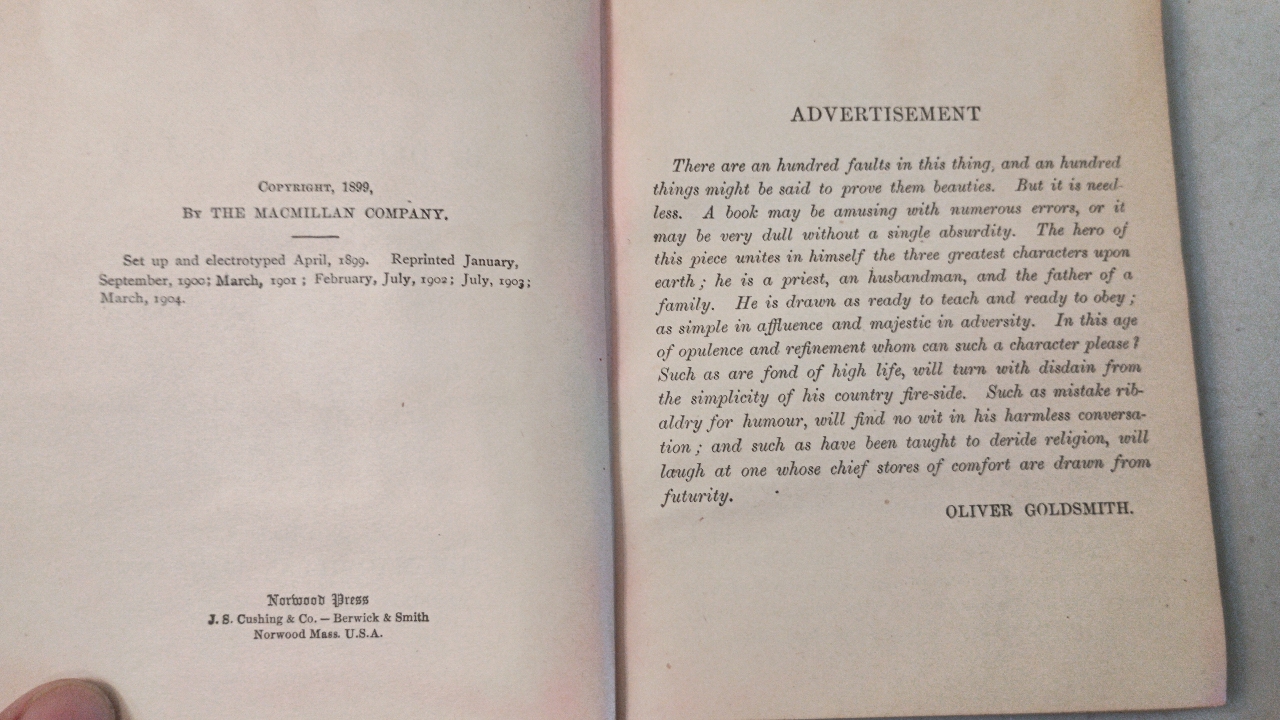 COPYRIGHT, 1899,
BY THE MACMILLAN COMPANY.
Set up and electrotyped April, 1899. Reprinted January,
September, 1900; March, 1901; February, July, 1902; July, 1903;
March, 1904.
Norwood Press
J. S. Cushing & Co. — Berwick & Smith
Norwood Mass. U.S.A.
ADVERTISEMENT
There are an hundred faults in this thing, and an hundred
things might be said to prove them beauties. But it is need-
less. A book may be amusing with numerous errors, or it
may be very dull without a single absurdity. The hero of
this piece unites in himself the three greatest characters upon
earth; he is a priest, an husbandman, and the father of a
family. He is drawn as ready to teach and ready to obey;
as simple in affluence and majestic in adversity. In this age
of opulence and refinement whom can such a character please?
Such as are fond of high life, will turn with disdain from
the simplicity of his country fire-side. Such as mistake rib-
aldry for humour, will find no wit in his harmless conversa-
tion; and such as have been taught to deride religion, will
laugh at one whose chief stores of comfort are drawn from
futurity.
OLIVER GOLDSMITH.